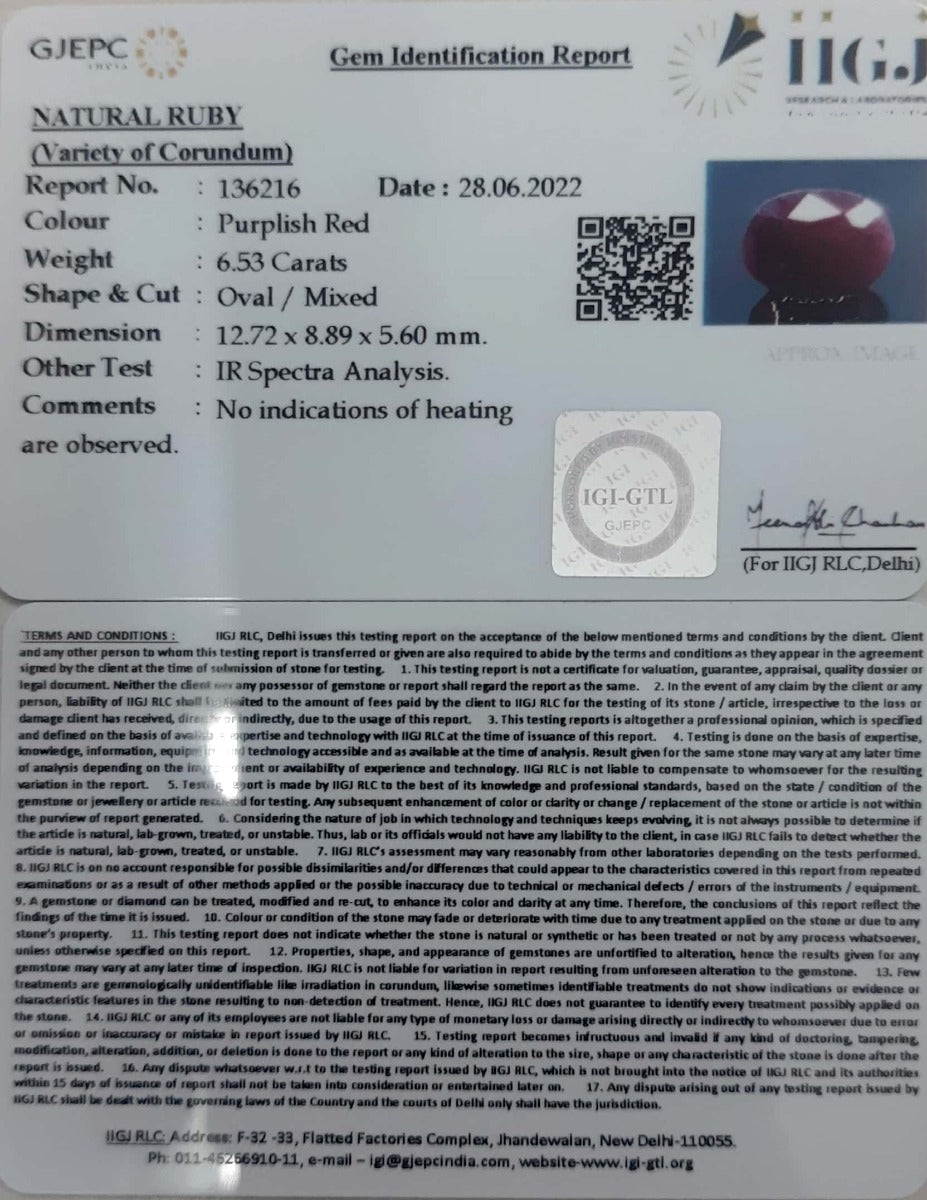 GJEPC
INDIA
Gem Identification Report
IIGJ
RESEARCH & LABORATORIES
NATURAL RUBY
(Variety of Corundum)
Report No. : 136216 Date : 28.06.2022
Colour : Purplish Red
Weight : 6.53 Carats
Shape & Cut : Oval / Mixed
Dimension : 12.72 x 8.89 x 5.60 mm.
Other Test : IR Spectra Analysis.
Comments : No indications of heating
are observed.
APPROX IMAGE
IGI-GTL
GJEPC
(For IIGJ RLC,Delhi)
TERMS AND CONDITIONS : IIGJ RLC, Delhi issues this testing report on the acceptance of the below mentioned terms and conditions by the client. Client
and any other person to whom this testing report is transferred or given are also required to abide by the terms and conditions as they appear in the agreement
signed by the client at the time of submission of stone for testing. 1. This testing report is not a certificate for valuation, guarantee, appraisal, quality dossier or
legal document. Neither the client nor any possessor of gemstone or report shall regard the report as the same. 2. In the event of any claim by the client or any
person, liability of IIGJ RLC shall be limited to the amount of fees paid by the client to IIGJ RLC for the testing of its stone / article, irrespective to the loss or
damage client has received, directly or indirectly, due to the usage of this report. 3. This testing reports is altogether a professional opinion, which is specified
and defined on the basis of expertise and technology with IIGJ RLC at the time of issuance of this report. 4. Testing is done on the basis of expertise,
knowledge, information, and technology accessible and as available at the time of analysis. Result given for the same stone may vary at any later time
of analysis depending on the or availability of experience and technology. IIGJ RLC is not liable to compensate to whomsoever for the resulting
variation in the report. 5. Testing report is made by IIGJ RLC to the best of its knowledge and professional standards, based on the state / condition of the
gemstone or jewellery or article received for testing. Any subsequent enhancement of color or clarity or change / replacement of the stone or article is not within
the purview of report generated. 6. Considering the nature of job in which technology and techniques keeps evolving, it is not always possible to determine if
the article is natural, lab-grown, treated, or unstable. Thus, lab or its officials would not have any liability to the client, in case IIGJ RLC fails to detect whether the
article is natural, lab-grown, treated, or unstable. 7. IIGJ RLC's assessment may vary reasonably from other laboratories depending on the tests performed.
8. IIGJ RLC is on no account responsible for possible dissimilarities and/or differences that could appear to the characteristics covered in this report from repeated
examinations or as a result of other methods applied or the possible inaccuracy due to technical or mechanical defects / errors of the instruments / equipment.
9. A gemstone or diamond can be treated, modified and re-cut, to enhance its color and clarity at any time. Therefore, the conclusions of this report reflect the
findings of the time it is issued. 10. Colour or condition of the stone may fade or deteriorate with time due to any treatment applied on the stone or due to any
stone's property. 11. This testing report does not indicate whether the stone is natural or synthetic or has been treated or not by any process whatsoever,
unless otherwise specified on this report. 12. Properties, shape, and appearance of gemstones are unfortified to alteration, hence the results given for any
gemstone may vary at any later time of inspection. IIGJ RLC is not liable for variation in report resulting from unforeseen alteration to the gemstone. 13. Few
treatments are gemmologically unidentifiable like irradiation in corundum, likewise sometimes identifiable treatments do not show indications or evidence or
characteristic features in the stone resulting to non-detection of treatment. Hence, IIGJ RLC does not guarantee to identify every treatment possibly applied on
the stone. 14. IIGJ RLC or any of its employees are not liable for any type of monetary loss or damage arising directly or indirectly to whomsoever due to error
or omission or inaccuracy or mistake in report issued by IIGJ RLC. 15. Testing report becomes infructuous and invalid if any kind of doctoring, tampering,
modification, alteration, addition, or deletion is done to the report or any kind of alteration to the size, shape or any characteristic of the stone is done after the
report is issued. 16. Any dispute whatsoever w.r.t to the testing report issued by IIGJ RLC, which is not brought into the notice of IIGJ RLC and its authorities
within 15 days of issuance of report shall not be taken into consideration or entertained later on. 17. Any dispute arising out of any testing report issued by
IIGJ RLC shall be dealt with the governing laws of the Country and the courts of Delhi only shall have the jurisdiction.
IIGJ RLC: Address: F-32 -33, Flatted Factories Complex, Jhandewalan, New Delhi-110055.
Ph: 011-46266910-11, e-mail – igi@gjepcindia.com, website-www.igi-gtl.org